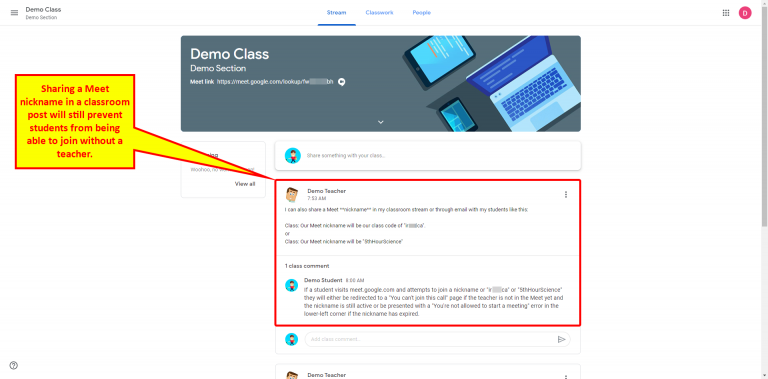 Demo Class
Demo Section
Stream
Classwork
People
D
Demo Class
Demo Section
Meet link https://meet.google.com/lookup/fw bh
Sharing a Meet
nickname in a classroom
post will still prevent
students from being
able to join without a
teacher.
Woohoo, no
View all
Share something with your class...
Demo Teacher
7:53 AM
I can also share a Meet **nickname** in my classroom stream or through email with my students like this:
Class: Our Meet nickname will be our class code of "ir ca".
or
Class: Our Meet nickname will be "5thHourScience"
1 class comment
Demo Student 8:00 AM
If a student visits meet.google.com and attempts to join a nickname or "ir ca" or "5thHourScience"
they will either be redirected to a "You can't join this call" page if the teacher is not in the Meet yet and
the nickname is still active or be presented with a "You're not allowed to start a meeting" error in the
lower-left corner if the nickname has expired.
Add class comment...
Demo Teacher